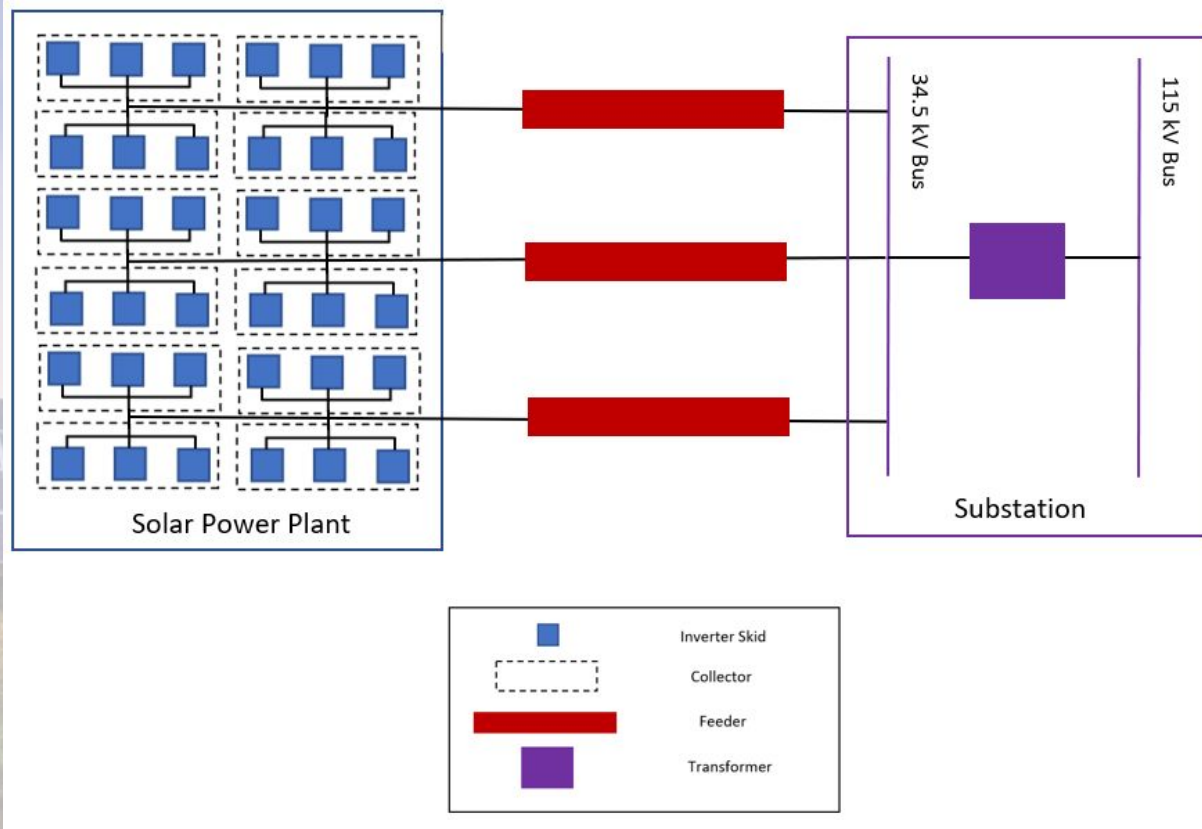 34.5 kV Bus
115 kV Bus
Solar Power Plant
Substation
Inverter Skid
Collector
Feeder
Transformer